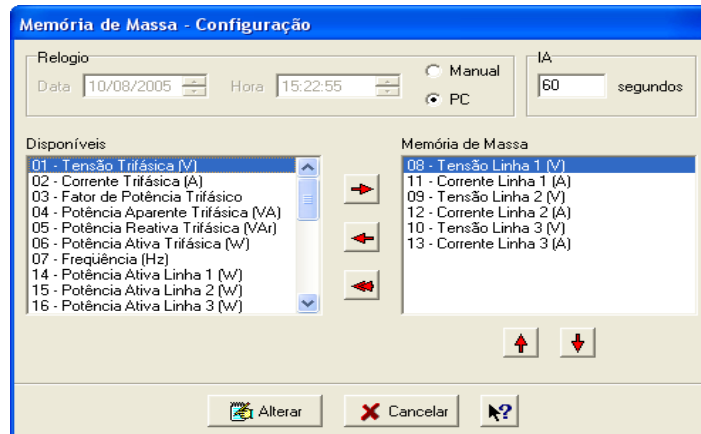 Memória de Massa - Configuração
Relogio
Data 10/08/2005 Hora 15:22:55
Manual
PC
IA
60 segundos
Disponíveis
01 - Tensão Trifásica (V)
02 - Corrente Trifásica (A)
03 - Fator de Potência Trifásico
04 - Potência Aparente Trifásica (VA)
05 - Potência Reativa Trifásica (VAr)
06 - Potência Ativa Trifásica (W)
07 - Freqüência (Hz)
14 - Potência Ativa Linha 1 (W)
15 - Potência Ativa Linha 2 (W)
16 - Potência Ativa Linha 3 (W)
Memória de Massa
08 - Tensão Linha 1 (V)
11 - Corrente Linha 1 (A)
09 - Tensão Linha 2 (V)
12 - Corrente Linha 2 (A)
10 - Tensão Linha 3 (V)
13 - Corrente Linha 3 (A)
Alterar
Cancelar
?